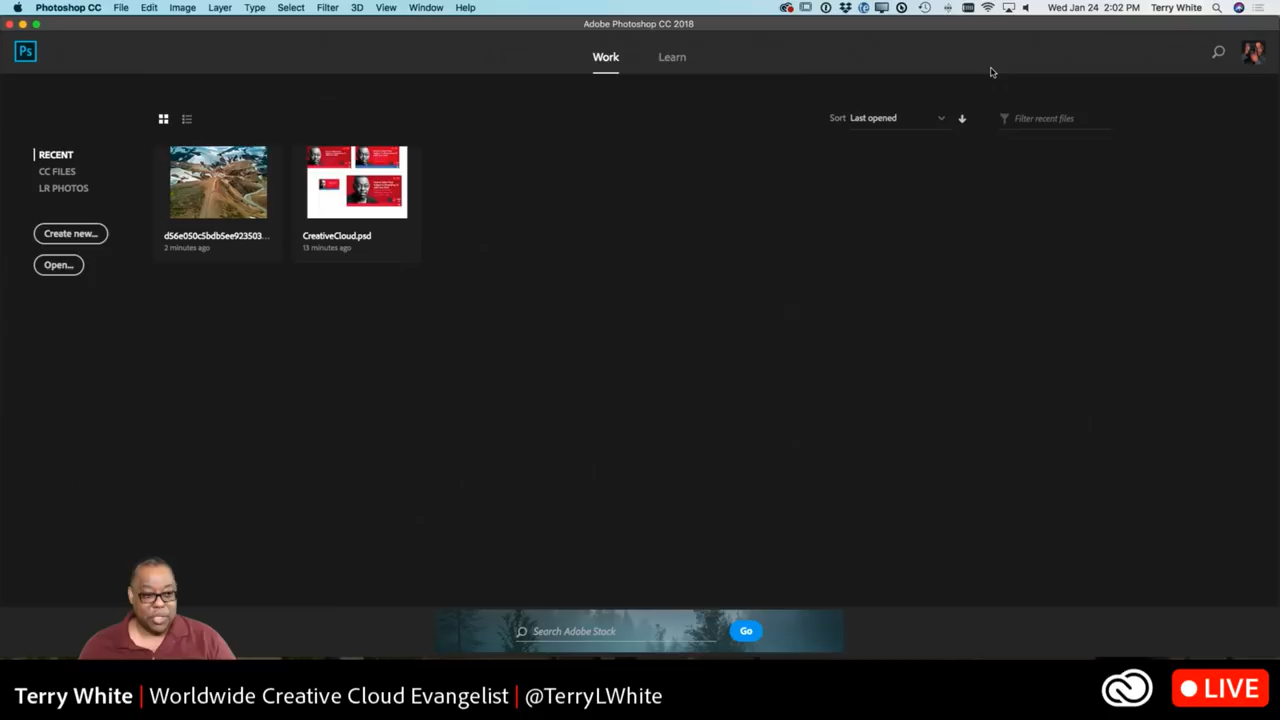 Photoshop CC File Edit Image Layer Type Select Filter 3D View Window Help Wed Jan 24 2:02 PM Terry White
Adobe Photoshop CC 2018
Ps
Work Learn
Sort Last opened Filter recent files
RECENT
CC FILES
LR PHOTOS
Create new...
Open...
d56e050c5bdb5ee923503...
2 minutes ago
CreativeCloud.psd
13 minutes ago
Search Adobe Stock Go
Terry White | Worldwide Creative Cloud Evangelist | @TerryLWhite
LIVE